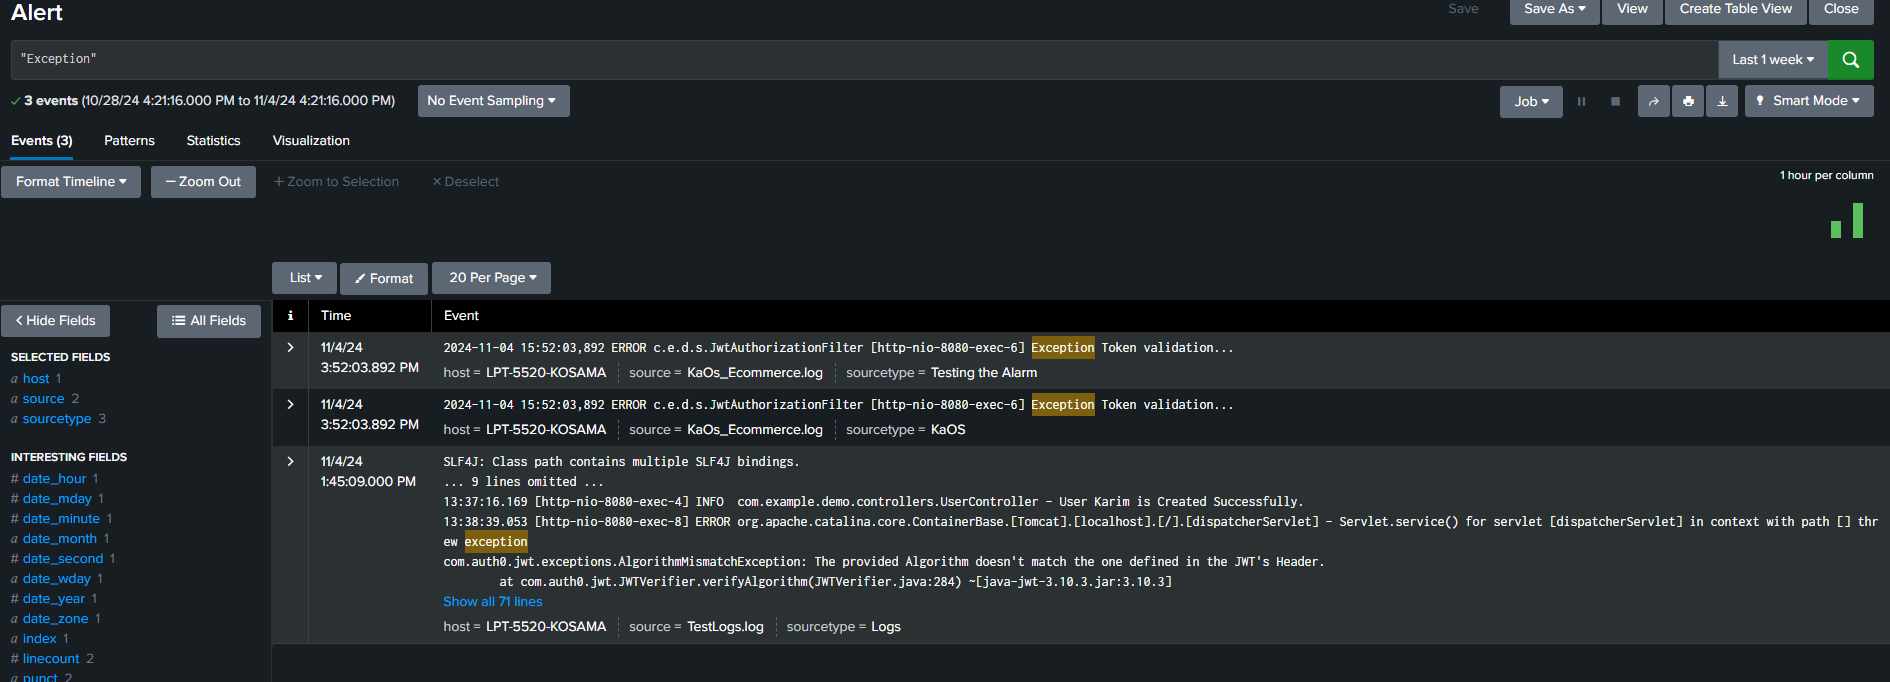 Alert
Save
Save As
View
Create Table View
Close
"Exception"
Last 1 week
3 events (10/28/24 4:21:16.000 PM to 11/4/24 4:21:16.000 PM)
No Event Sampling
Job
Smart Mode
Events (3)
Patterns
Statistics
Visualization
Format Timeline
— Zoom Out
+ Zoom to Selection
× Deselect
1 hour per column
List
Format
20 Per Page
< Hide Fields
All Fields
i
Time
Event
SELECTED FIELDS
a host 1
a source 2
a sourcetype 3
INTERESTING FIELDS
# date_hour 1
# date_mday 1
# date_minute 1
a date_month 1
# date_second 1
a date_wday 1
# date_year 1
a date_zone 1
a index 1
# linecount 2
a punct 2
11/4/24
3:52:03.892 PM
2024-11-04 15:52:03,892 ERROR c.e.d.s.JwtAuthorizationFilter [http-nio-8080-exec-6] Exception Token validation...
host = LPT-5520-KOSAMA source = KaOs_Ecommerce.log sourcetype = Testing the Alarm
11/4/24
3:52:03.892 PM
2024-11-04 15:52:03,892 ERROR c.e.d.s.JwtAuthorizationFilter [http-nio-8080-exec-6] Exception Token validation...
host = LPT-5520-KOSAMA source = KaOs_Ecommerce.log sourcetype = KaOS
11/4/24
1:45:09.000 PM
SLF4J: Class path contains multiple SLF4J bindings.
... 9 lines omitted ...
13:37:16.169 [http-nio-8080-exec-4] INFO  com.example.demo.controllers.UserController - User Karim is Created Successfully.
13:38:39.053 [http-nio-8080-exec-8] ERROR org.apache.catalina.core.ContainerBase.[Tomcat].[localhost].[/].[dispatcherServlet] - Servlet.service() for servlet [dispatcherServlet] in context with path [] thr
ew exception
com.auth0.jwt.exceptions.AlgorithmMismatchException: The provided Algorithm doesn't match the one defined in the JWT's Header.
at com.auth0.jwt.JWTVerifier.verifyAlgorithm(JWTVerifier.java:284) ~[java-jwt-3.10.3.jar:3.10.3]
Show all 71 lines
host = LPT-5520-KOSAMA source = TestLogs.log sourcetype = Logs